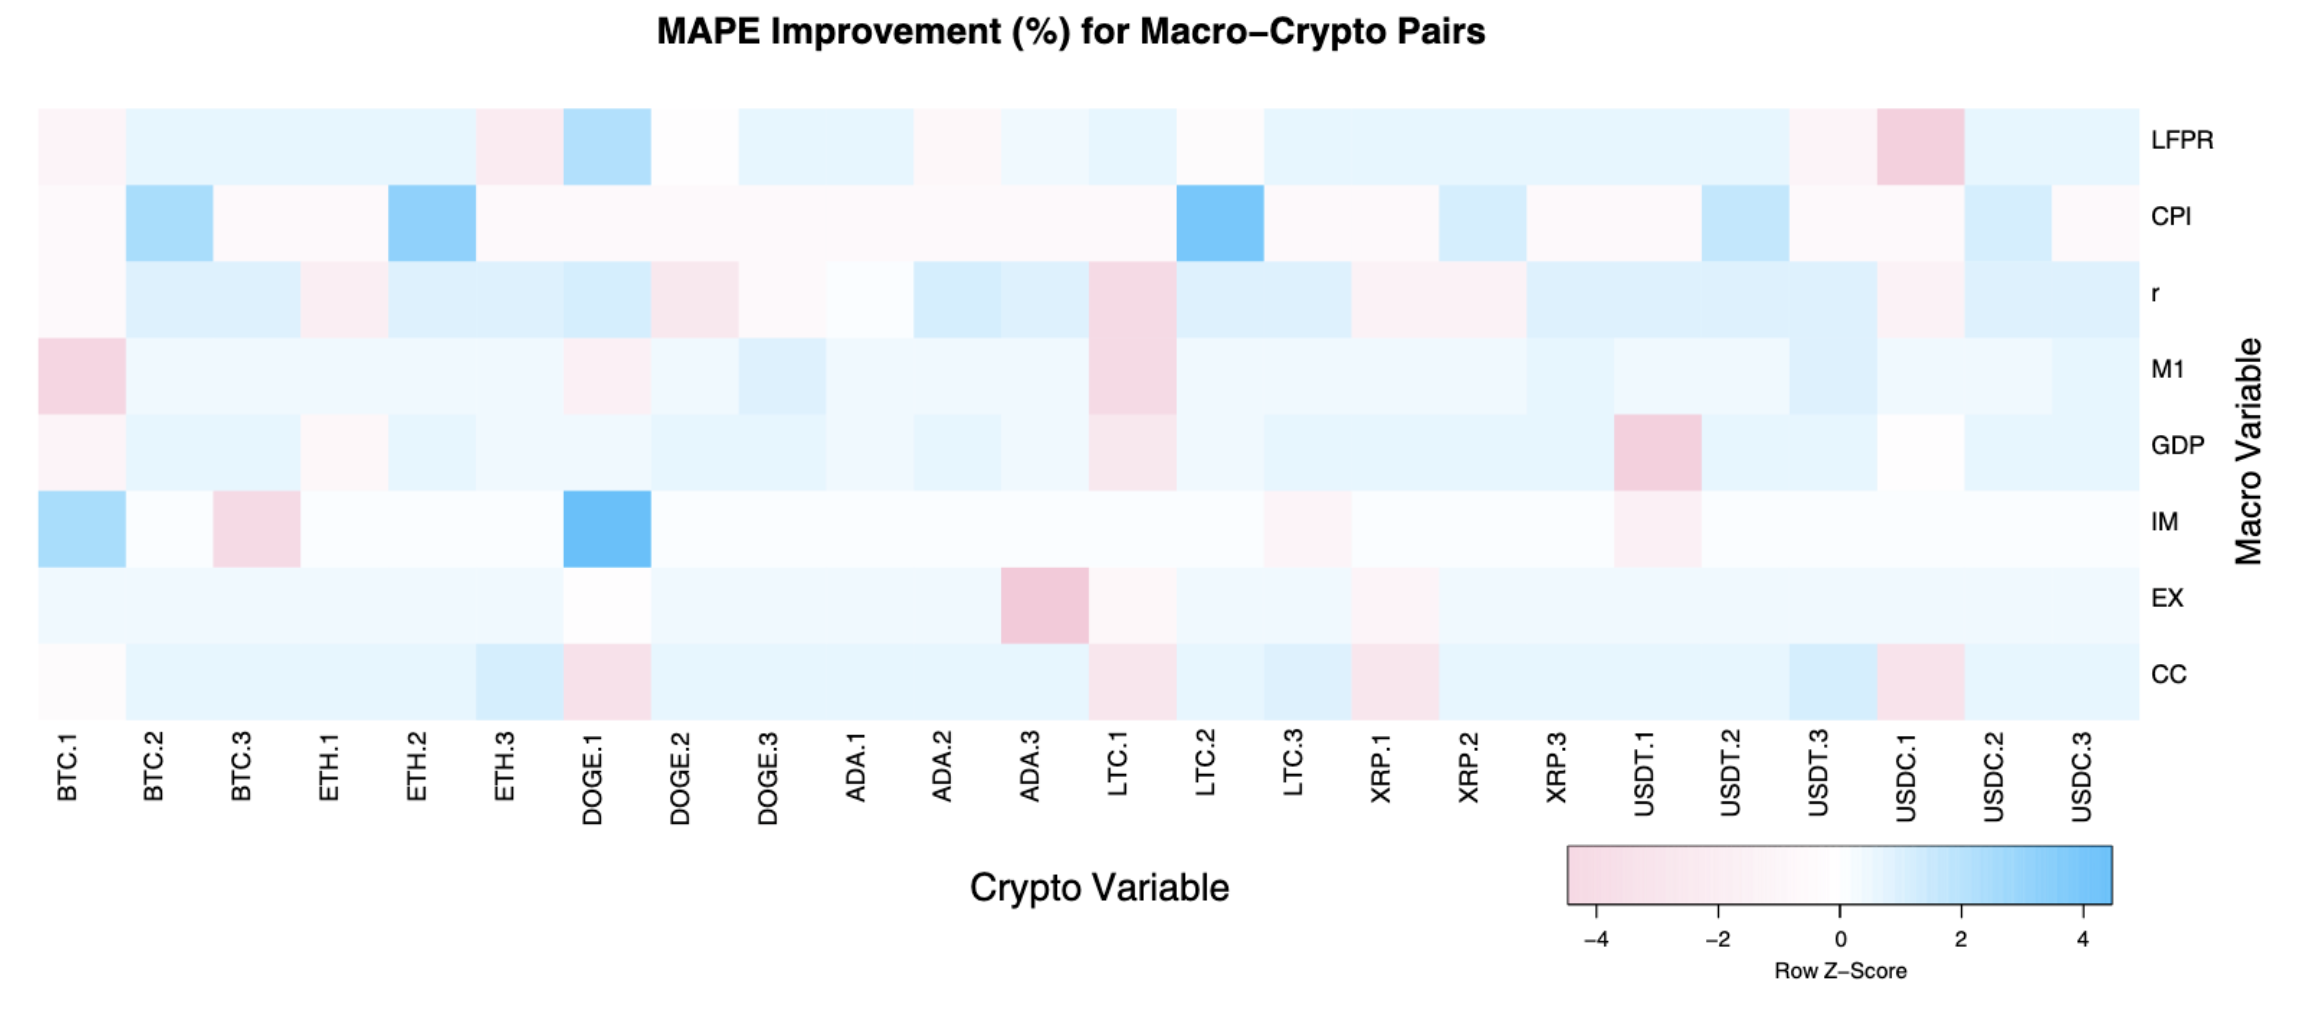 MAPE Improvement (%) for Macro−Crypto Pairs
LFPR
CPI
r
M1
GDP
IM
EX
CC
Macro Variable
BTC.1
BTC.2
BTC.3
ETH.1
ETH.2
ETH.3
DOGE.1
DOGE.2
DOGE.3
ADA.1
ADA.2
ADA.3
LTC.1
LTC.2
LTC.3
XRP.1
XRP.2
XRP.3
USDT.1
USDT.2
USDT.3
USDC.1
USDC.2
USDC.3
Crypto Variable
−4 −2 0 2 4
Row Z−Score